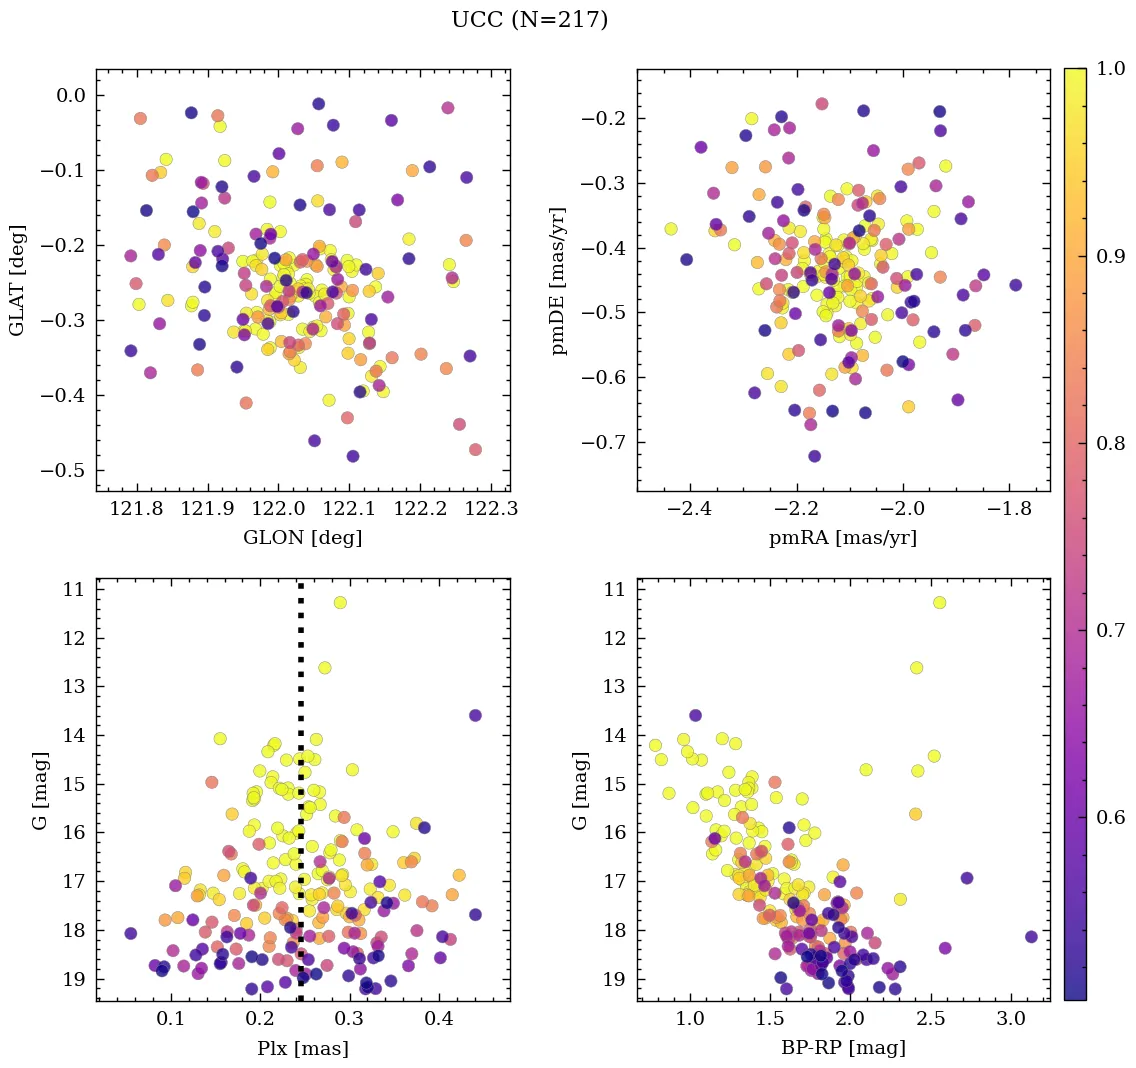 UCC (N=217)
0.0
−0.1
−0.2
−0.3
−0.4
−0.5
GLAT [deg]
121.8 121.9 122.0 122.1 122.2 122.3
GLON [deg]
−0.2
−0.3
−0.4
−0.5
−0.6
−0.7
pmDE [mas/yr]
−2.4 −2.2 −2.0 −1.8
pmRA [mas/yr]
1.0
0.9
0.8
0.7
0.6
11
12
13
14
15
16
17
18
19
G [mag]
0.1 0.2 0.3 0.4
Plx [mas]
11
12
13
14
15
16
17
18
19
G [mag]
1.0 1.5 2.0 2.5 3.0
BP-RP [mag]